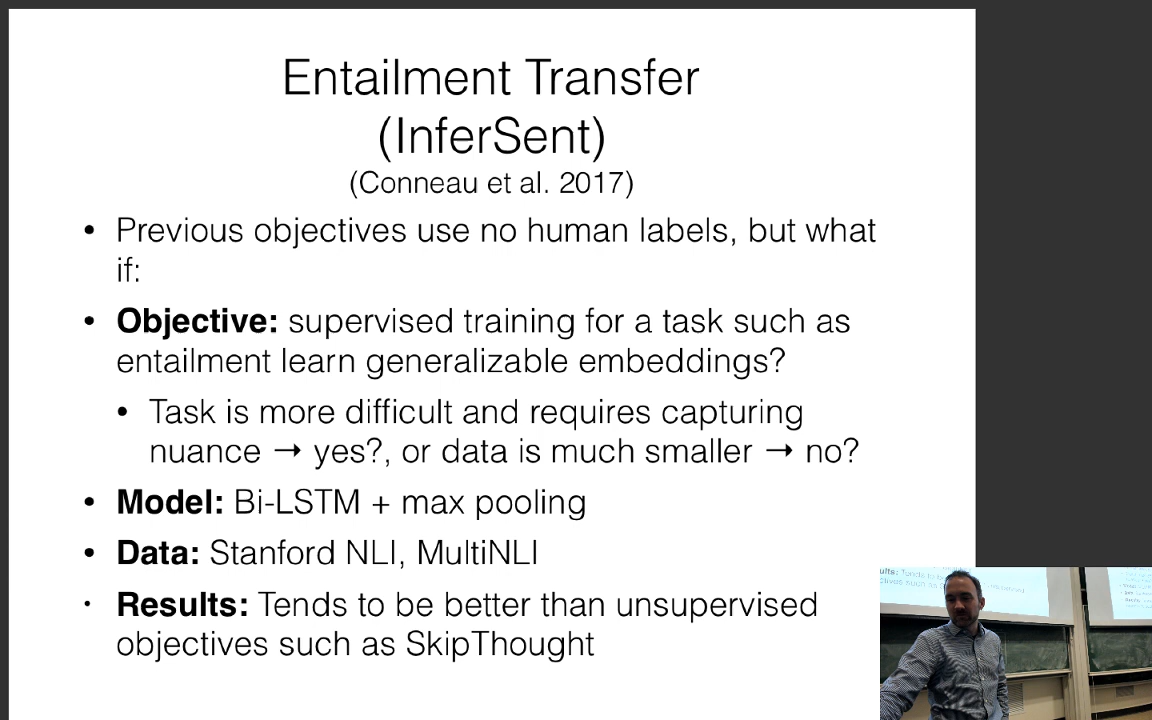 Entailment Transfer
(InferSent)
(Conneau et al. 2017)
• Previous objectives use no human labels, but what
if:
• Objective: supervised training for a task such as
entailment learn generalizable embeddings?
• Task is more difficult and requires capturing
nuance → yes?, or data is much smaller → no?
• Model: Bi-LSTM + max pooling
• Data: Stanford NLI, MultiNLI
• Results: Tends to be better than unsupervised
objectives such as SkipThought